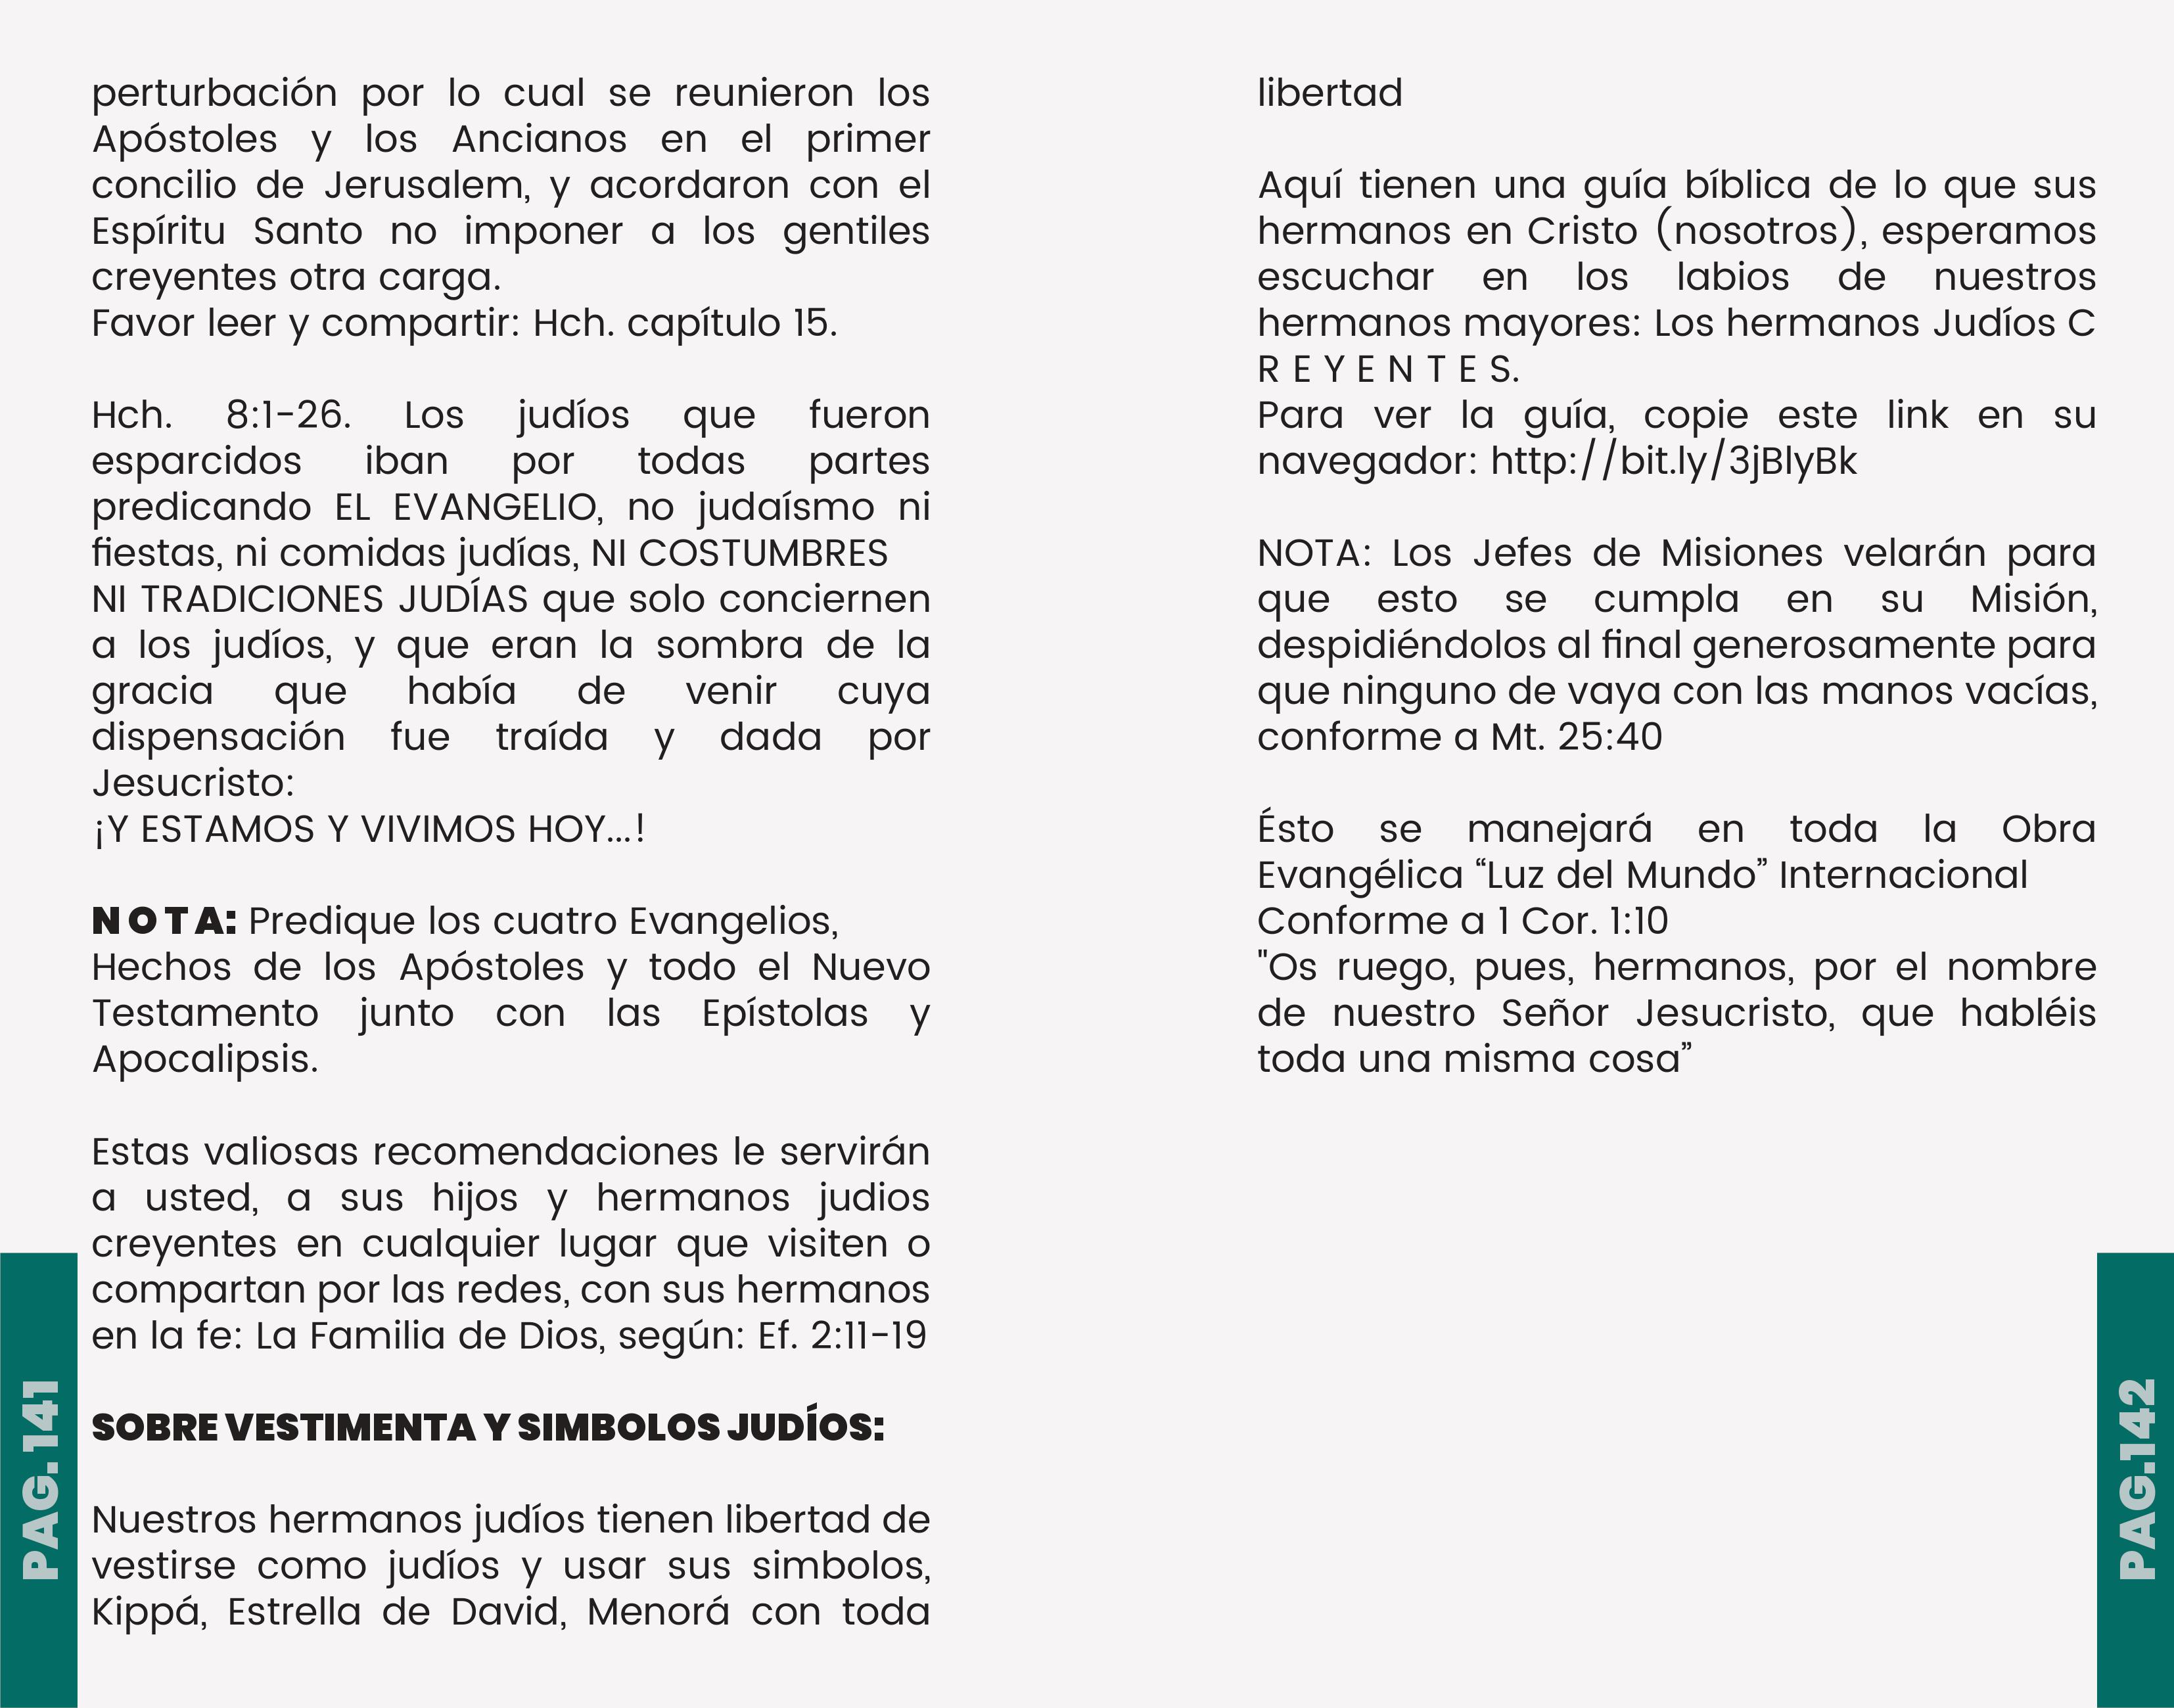 perturbación por lo cual se reunieron los
Apóstoles y los Ancianos en el primer
concilio de Jerusalem, y acordaron con el
Espíritu Santo no imponer a los gentiles
creyentes otra carga.
Favor leer y compartir: Hch. capítulo 15.
Hch. 8:1-26. Los judíos que fueron
esparcidos iban por todas partes
predicando EL EVANGELIO, no judaísmo ni
fiestas, ni comidas judías, NI COSTUMBRES
NI TRADICIONES JUDÍAS que solo conciernen
a los judíos, y que eran la sombra de la
gracia que había de venir cuya
dispensación fue traída y dada por
Jesucristo:
¡Y ESTAMOS Y VIVIMOS HOY...!
N O T A: Predique los cuatro Evangelios,
Hechos de los Apóstoles y todo el Nuevo
Testamento junto con las Epístolas y
Apocalipsis.
Estas valiosas recomendaciones le servirán
a usted, a sus hijos y hermanos judios
creyentes en cualquier lugar que visiten o
compartan por las redes, con sus hermanos
en la fe: La Familia de Dios, según: Ef. 2:11-19
SOBRE VESTIMENTA Y SIMBOLOS JUDÍOS:
Nuestros hermanos judíos tienen libertad de
vestirse como judíos y usar sus simbolos,
Kippá, Estrella de David, Menorá con toda
PAG. 141
libertad
Aquí tienen una guía bíblica de lo que sus
hermanos en Cristo (nosotros), esperamos
escuchar en los labios de nuestros
hermanos mayores: Los hermanos Judíos C
R E Y E N T E S.
Para ver la guía, copie este link en su
navegador: http://bit.ly/3jBlyBk
NOTA: Los Jefes de Misiones velarán para
que esto se cumpla en su Misión,
despidiéndolos al final generosamente para
que ninguno de vaya con las manos vacías,
conforme a Mt. 25:40
Ésto se manejará en toda la Obra
Evangélica “Luz del Mundo” Internacional
Conforme a 1 Cor. 1:10
"Os ruego, pues, hermanos, por el nombre
de nuestro Señor Jesucristo, que habléis
toda una misma cosa”
PAG.142